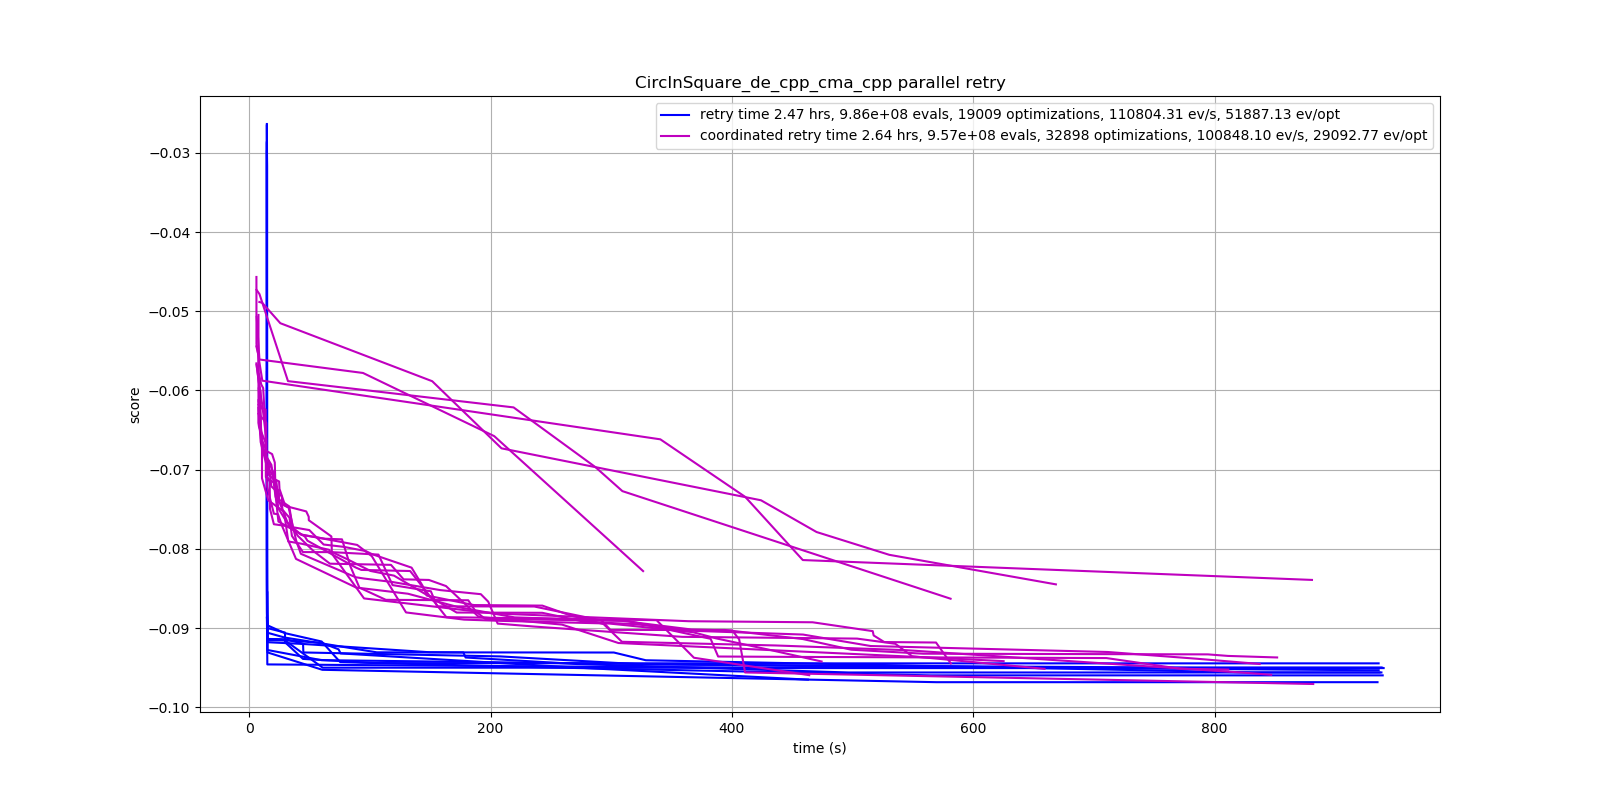 CircInSquare_de_cpp_cma_cpp parallel retry
retry time 2.47 hrs, 9.86e+08 evals, 19009 optimizations, 110804.31 ev/s, 51887.13 ev/opt
coordinated retry time 2.64 hrs, 9.57e+08 evals, 32898 optimizations, 100848.10 ev/s, 29092.77 ev/opt
−0.03
−0.04
−0.05
−0.06
−0.07
−0.08
−0.09
−0.10
score
0
200
400
600
800
time (s)